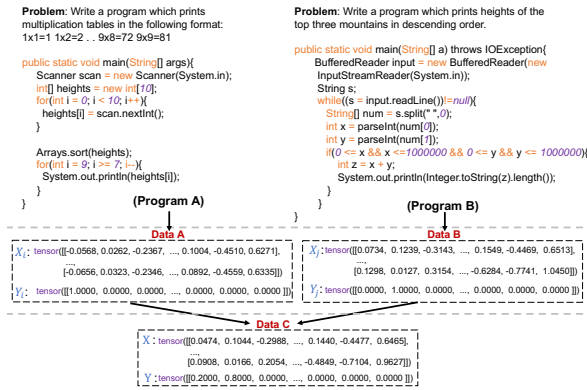 Problem: Write a program which prints
multiplication tables in the following format:
1x1=1 1x2=2 . . 9x8=72 9x9=81
public static void main(String[] args){
Scanner scan = new Scanner(System.in);
int[] heights = new int[10];
for(int i = 0; i < 10; i++){
heights[i] = scan.nextInt();
}
Arrays.sort(heights);
for(int i = 9; i >= 7; i--){
System.out.println(heights[i]);
}
}
(Program A)
Problem: Write a program which prints heights of the
top three mountains in descending order.
public static void main(String[] a) throws IOException{
BufferedReader input = new BufferedReader(new
InputStreamReader(System.in));
String s;
while((s = input.readLine())!=null){
String[] num = s.split(" ",0);
int x = parseInt(num[0]);
int y = parseInt(num[1]);
if(0 <= x && x <=1000000 && 0 <= y && y <= 1000000){
int z = x + y;
System.out.println(Integer.toString(z).length());
}
}
}
(Program B)
Data A
X_i: tensor([[-0.0568, 0.0262, -0.2367, ..., 0.1004, -0.4510, 0.6271],
...,
[-0.0656, 0.0323, -0.2346, ..., 0.0892, -0.4559, 0.6335]])
Y_i: tensor([[1.0000, 0.0000, 0.0000, ..., 0.0000, 0.0000, 0.0000 ]])
Data B
X_j: tensor([[0.0734, 0.1239, -0.3143, ..., 0.1549, -0.4469, 0.6513],
...,
[0.1298, 0.0127, 0.3154, ..., -0.6284, -0.7741, 1.0450]])
Y_j: tensor([[0.0000, 1.0000, 0.0000, ..., 0.0000, 0.0000, 0.0000 ]])
Data C
X: tensor([[0.0474, 0.1044, -0.2988, ..., 0.1440, -0.4477, 0.6465],
...,
[0.0908, 0.0166, 0.2054, ..., -0.4849, -0.7104, 0.9627]])
Y: tensor([[0.2000, 0.8000, 0.0000, ..., 0.0000, 0.0000, 0.0000 ]])